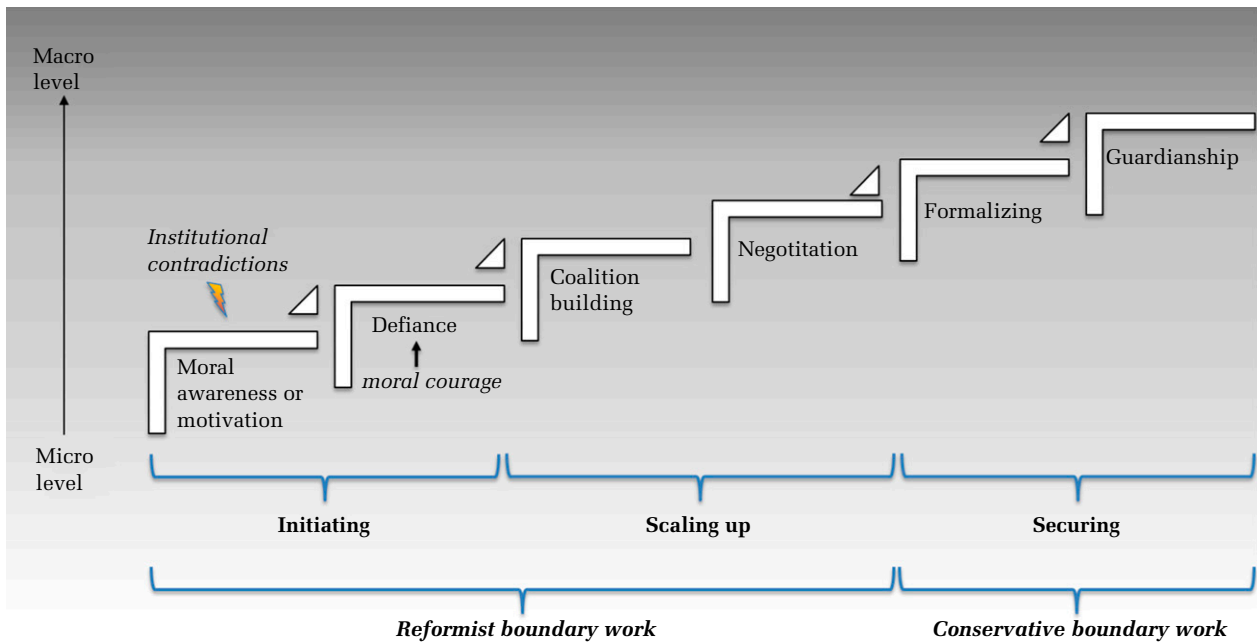 Macro
level
Guardianship
Formalizing
Institutional
contradictions
Negotitation
Coalition
building
Defiance
moral courage
Moral
awareness or
motivation
Micro
level
Initiating
Scaling up
Securing
Reformist boundary work
Conservative boundary work